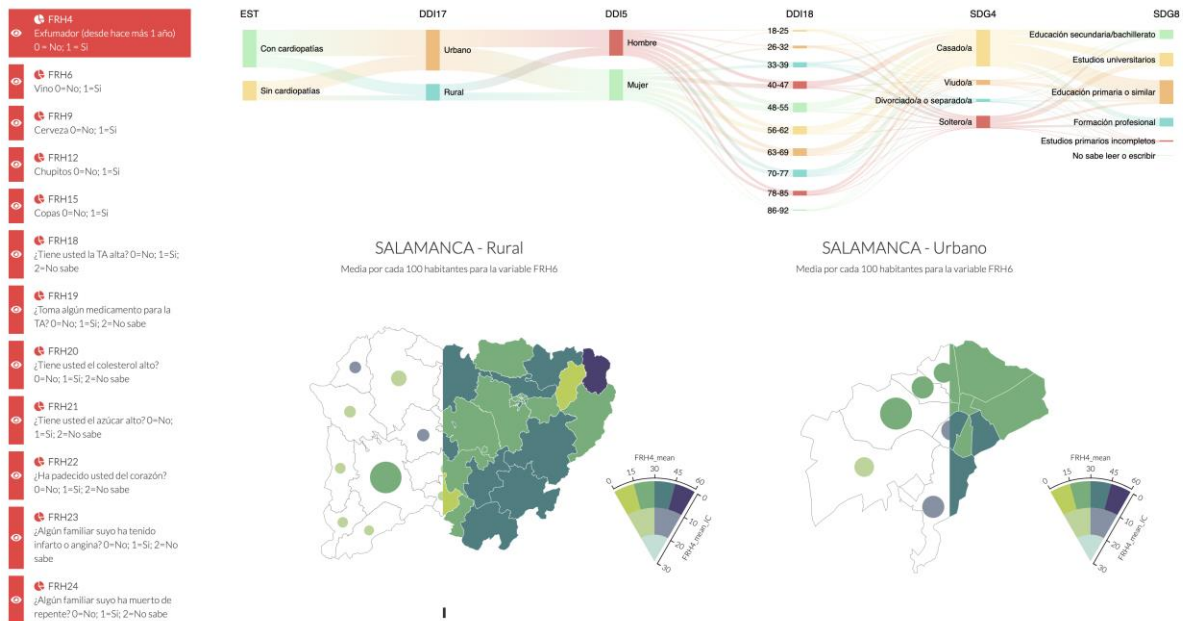 FRH4
Exfumador (desde hace más 1 año)
0 = No; 1 = Si
FRH6
Vino 0=No; 1=Si
FRH9
Cerveza 0=No; 1=Si
FRH12
Chupitos 0=No; 1=Si
FRH15
Copas 0=No; 1=Si
FRH18
¿Tiene usted la TA alta? 0=No; 1=Si;
2=No sabe
FRH19
¿Toma algún medicamento para la
TA? 0=No; 1=Si; 2=No sabe
FRH20
¿Tiene usted el colesterol alto?
0=No; 1=Si; 2=No sabe
FRH21
¿Tiene usted el azúcar alto? 0=No;
1=Si; 2=No sabe
FRH22
¿Ha padecido usted del corazón?
0=No; 1=Si; 2=No sabe
FRH23
¿Algún familiar suyo ha tenido
infarto o angina? 0=No; 1=Si; 2=No
sabe
FRH24
¿Algún familiar suyo ha muerto de
repente? 0=No; 1=Si; 2=No sabe
EST
DDI17
DDI5
DDI18
SDG4
SDG8
Con cardiopatías
Sin cardiopatías
Urbano
Rural
Hombre
Mujer
18-25
26-32
33-39
40-47
48-55
56-62
63-69
70-77
78-85
86-92
Casado/a
Viudo/a
Divorciado/a o separado/a
Soltero/a
Educación secundaria/bachillerato
Estudios universitarios
Educación primaria o similar
Formación profesional
Estudios primarios incompletos
No sabe leer o escribir
SALAMANCA - Rural
Media por cada 100 habitantes para la variable FRH6
FRH4_mean
0
15
30
45
60
0
10
20
30
FRH4_mean_IC
SALAMANCA - Urbano
Media por cada 100 habitantes para la variable FRH6
FRH4_mean
0
15
30
45
60
0
10
20
30
FRH4_mean_IC